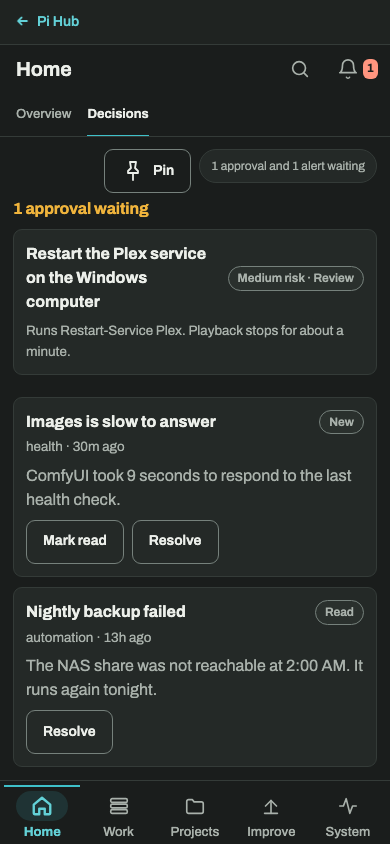 Pi Hub
Home
1
Overview
Decisions
Pin
1 approval and 1 alert waiting
1 approval waiting
Restart the Plex service
on the Windows
computer
Medium risk · Review
Runs Restart-Service Plex. Playback stops for about a
minute.
Images is slow to answer
New
health · 30m ago
ComfyUI took 9 seconds to respond to the last
health check.
Mark read
Resolve
Nightly backup failed
Read
automation · 13h ago
The NAS share was not reachable at 2:00 AM. It
runs again tonight.
Resolve
Home
Work
Projects
Improve
System